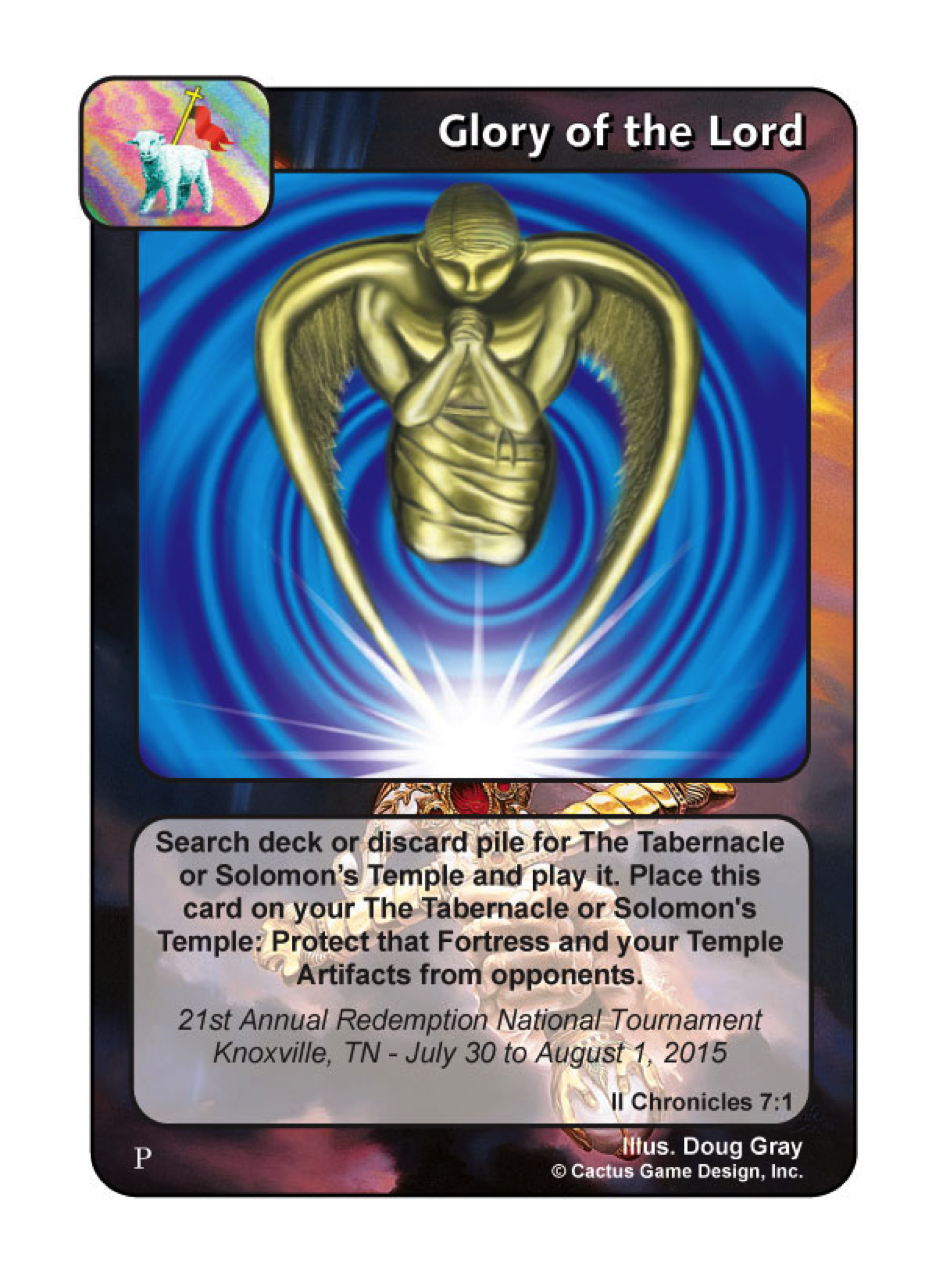 Glory of the Lord
Search deck or discard pile for The Tabernacle
or Solomon’s Temple and play it. Place this
card on your The Tabernacle or Solomon's
Temple: Protect that Fortress and your Temple
Artifacts from opponents.
21st Annual Redemption National Tournament
Knoxville, TN - July 30 to August 1, 2015
II Chronicles 7:1
P
Illus. Doug Gray
© Cactus Game Design, Inc.